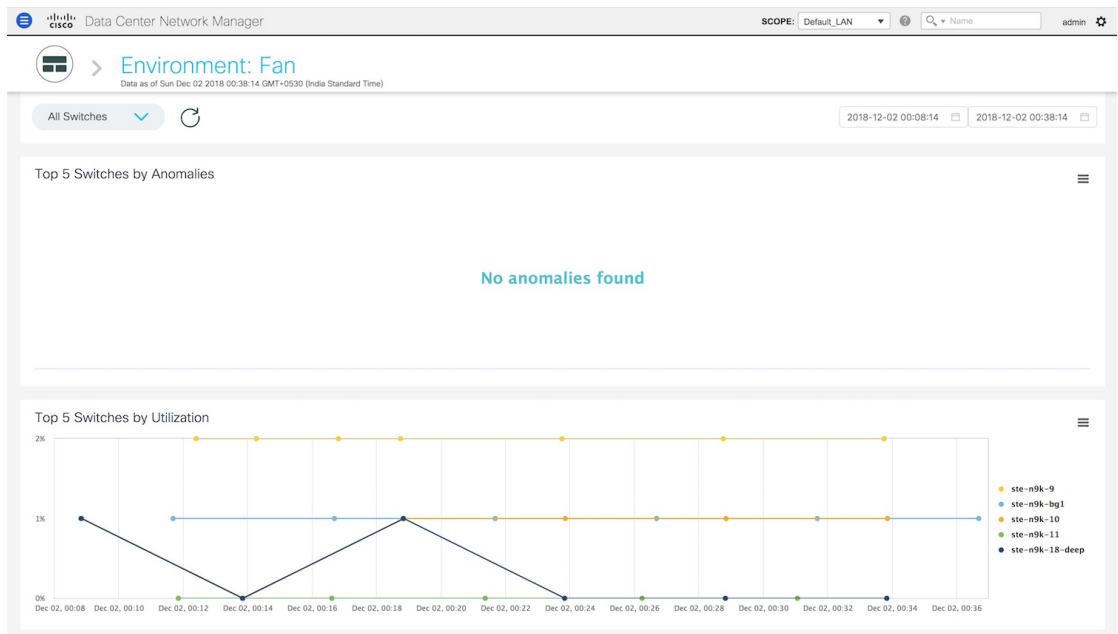 cisco Data Center Network Manager SCOPE: Default_LAN Name admin
Environment: Fan
Data as of Sun Dec 02 2018 00:38:14 GMT+0530 (India Standard Time)
All Switches 2018-12-02 00:08:14 2018-12-02 00:38:14
Top 5 Switches by Anomalies
No anomalies found
Top 5 Switches by Utilization
2%
1%
0%
ste-n9k-9
ste-n9k-bg1
ste-n9k-10
ste-n9k-11
ste-n9k-18-deep
Dec 02, 00:08 Dec 02, 00:10 Dec 02, 00:12 Dec 02, 00:14 Dec 02, 00:16 Dec 02, 00:18 Dec 02, 00:20 Dec 02, 00:22 Dec 02, 00:24 Dec 02, 00:26 Dec 02, 00:28 Dec 02, 00:30 Dec 02, 00:32 Dec 02, 00:34 Dec 02, 00:36